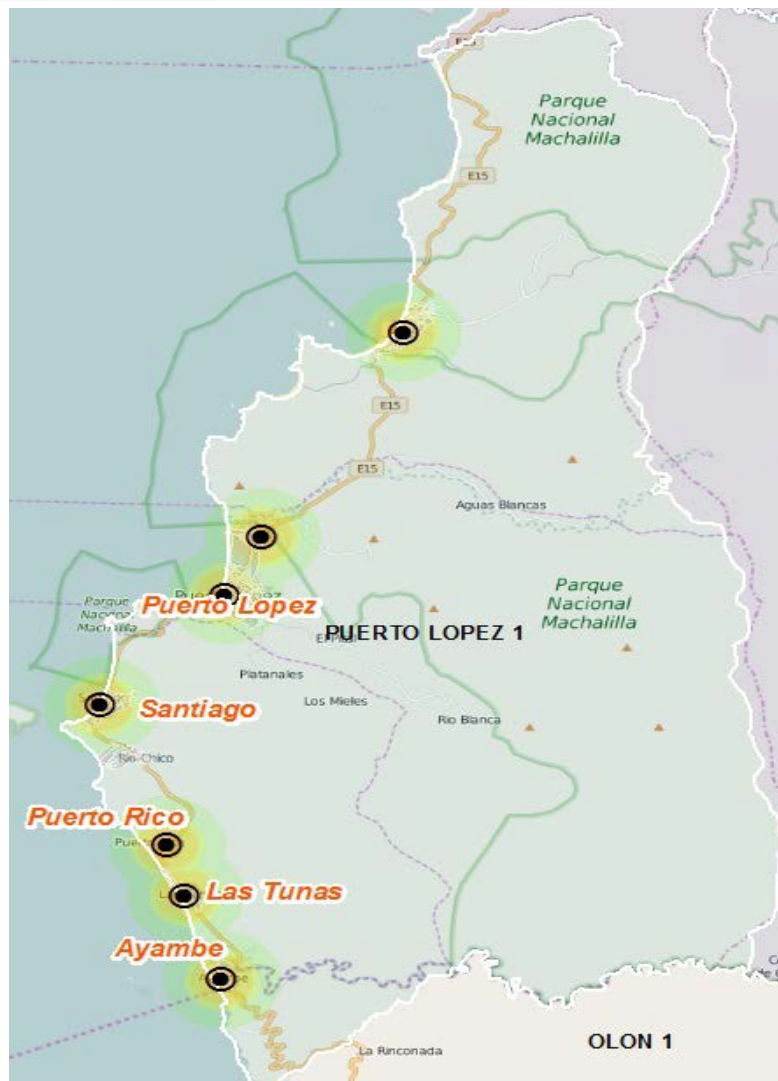 E15
Parque
Nacional
Machalilla
E15
E15
E15
Aguas Blancas
Parque
Nacional
Machalilla
Parque
Nacional
Machalilla
Puerto Lopez
PUERTO LOPEZ 1
Platanales
Los Mieles
Santiago
Rio Blanca
Rio Chico
Puerto Rico
Las Tunas
Ayambe
OLON 1
La Rinconada